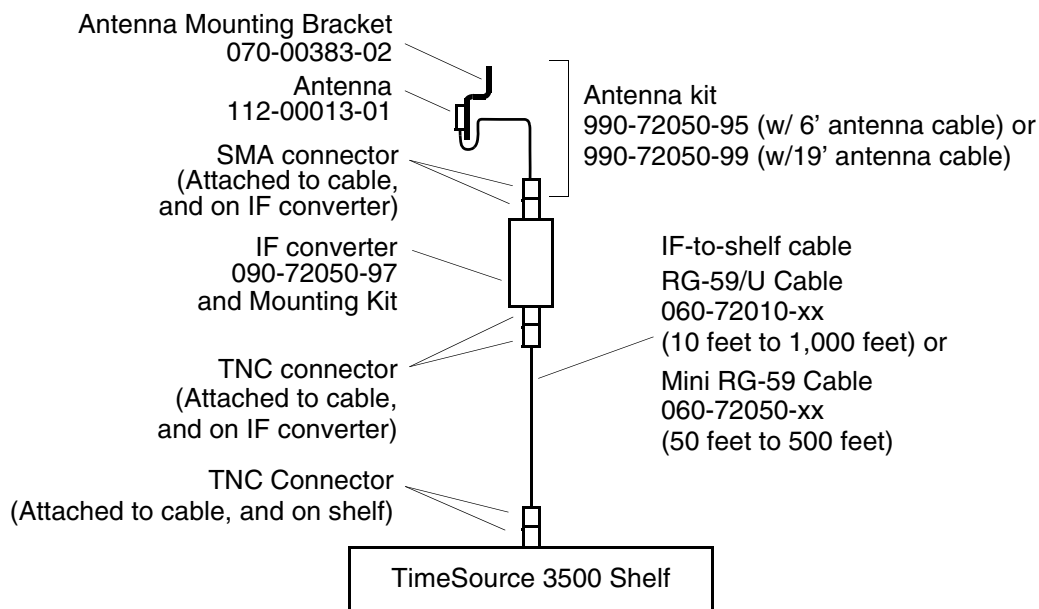 Antenna Mounting Bracket
070-00383-02
Antenna
112-00013-01
SMA connector
(Attached to cable,
and on IF converter)
IF converter
090-72050-97
and Mounting Kit
TNC connector
(Attached to cable,
and on IF converter)
TNC Connector
(Attached to cable, and on shelf)
Antenna kit
990-72050-95 (w/ 6’ antenna cable) or
990-72050-99 (w/19’ antenna cable)
IF-to-shelf cable
RG-59/U Cable
060-72010-xx
(10 feet to 1,000 feet) or
Mini RG-59 Cable
060-72050-xx
(50 feet to 500 feet)
TimeSource 3500 Shelf